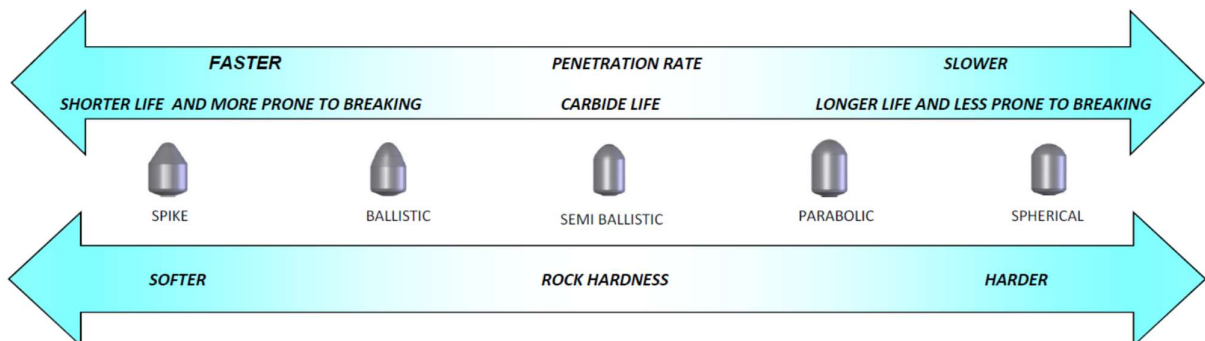 FASTER PENETRATION RATE SLOWER
SHORTER LIFE AND MORE PRONE TO BREAKING CARBIDE LIFE LONGER LIFE AND LESS PRONE TO BREAKING
SPIKE BALLISTIC SEMI BALLISTIC PARABOLIC SPHERICAL
SOFTER ROCK HARDNESS HARDER